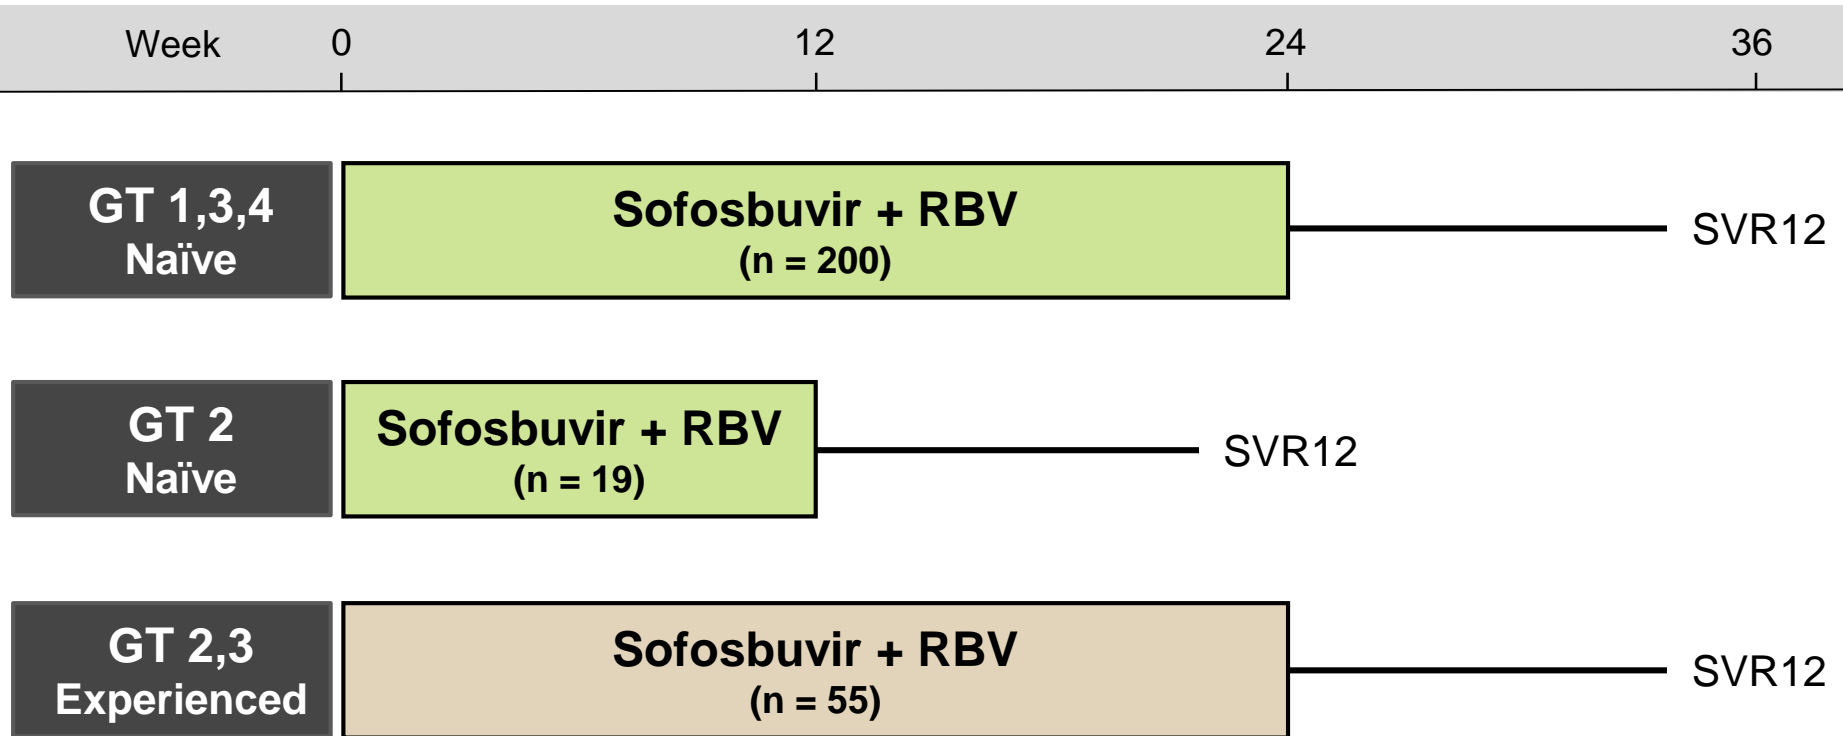 Week 0 12 24 36
GT 1,3,4
Naïve
Sofosbuvir + RBV
(n = 200)
SVR12
GT 2
Naïve
Sofosbuvir + RBV
(n = 19)
SVR12
GT 2,3
Experienced
Sofosbuvir + RBV
(n = 55)
SVR12